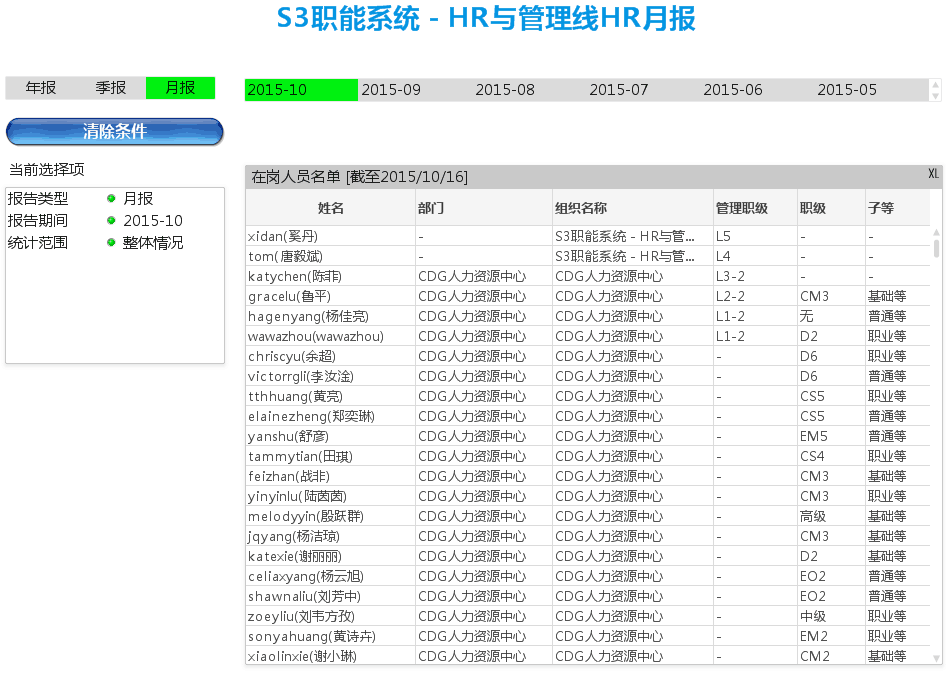 S3职能系统 - HR与管理线HR月报
年报 季报 月报
2015-10 2015-09 2015-08 2015-07 2015-06 2015-05
清除条件
当前选择项
报告类型 月报
报告期间 2015-10
统计范围 整体情况
在岗人员名单 [截至2015/10/16] XL
姓名 部门 组织名称 管理职级 职级 子等
xidan(奚丹) - S3职能系统 - HR与管... L5 - -
tom(唐毅斌) - S3职能系统 - HR与管... L4 - -
katychen(陈菲) CDG人力资源中心 CDG人力资源中心 L3-2 - -
gracelu(鲁平) CDG人力资源中心 CDG人力资源中心 L2-2 CM3 基础等
hagenyang(杨佳亮) CDG人力资源中心 CDG人力资源中心 L1-2 无 普通等
wawazhou(wawazhou) CDG人力资源中心 CDG人力资源中心 L1-2 D2 职业等
chriscyu(余超) CDG人力资源中心 CDG人力资源中心 - D6 职业等
victorrgli(李汝淦) CDG人力资源中心 CDG人力资源中心 - D6 普通等
tthhuang(黄亮) CDG人力资源中心 CDG人力资源中心 - CS5 职业等
elainezheng(郑奕琳) CDG人力资源中心 CDG人力资源中心 - CS5 普通等
yanshu(舒彦) CDG人力资源中心 CDG人力资源中心 - EM5 普通等
tammytian(田琪) CDG人力资源中心 CDG人力资源中心 - CS4 职业等
feizhan(战非) CDG人力资源中心 CDG人力资源中心 - CM3 基础等
yinyinlu(陆茵茵) CDG人力资源中心 CDG人力资源中心 - CM3 职业等
melodyyin(殷跃群) CDG人力资源中心 CDG人力资源中心 - 高级 基础等
jqyang(杨洁琼) CDG人力资源中心 CDG人力资源中心 - CM3 基础等
katexie(谢丽丽) CDG人力资源中心 CDG人力资源中心 - D2 基础等
celiaxyang(杨云旭) CDG人力资源中心 CDG人力资源中心 - EO2 普通等
shawnaliu(刘芳中) CDG人力资源中心 CDG人力资源中心 - EO2 普通等
zoeyliu(刘韦方孜) CDG人力资源中心 CDG人力资源中心 - 中级 职业等
sonyahuang(黄诗卉) CDG人力资源中心 CDG人力资源中心 - EM2 职业等
xiaolinxie(谢小琳) CDG人力资源中心 CDG人力资源中心 - CM2 基础等